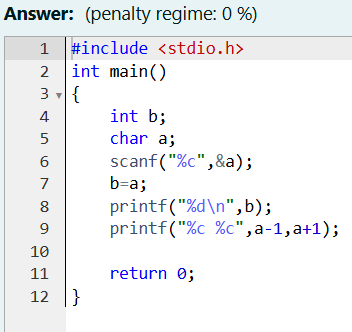 Answer: (penalty regime: 0 %)
1 #include <stdio.h>
2 int main()
3 {
4 int b;
5 char a;
6 scanf("%c",&a);
7 b=a;
8 printf("%d\n",b);
9 printf("%c %c",a-1,a+1);
10
11 return 0;
12 }